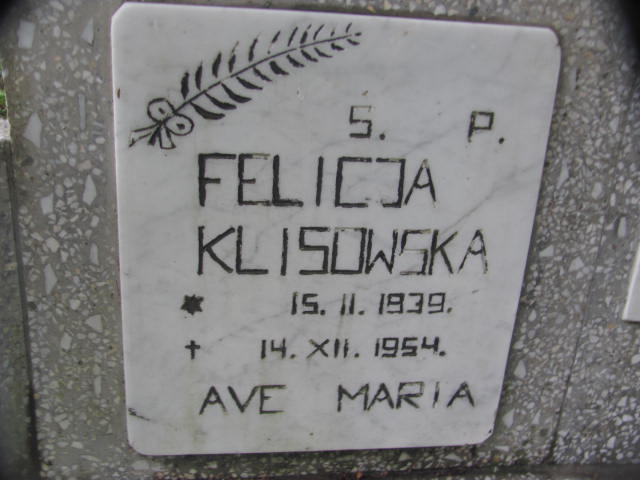 S. P.
FELICJA
KLISOWSKA
* 15. II. 1939.
✝ 14. XII. 1954.
AVE MARIA